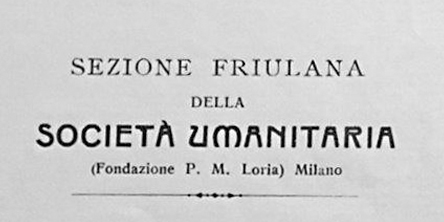 SEZIONE FRIULANA
DELLA
SOCIETÀ UMANITARIA
(Fondazione P. M. Loria) Milano